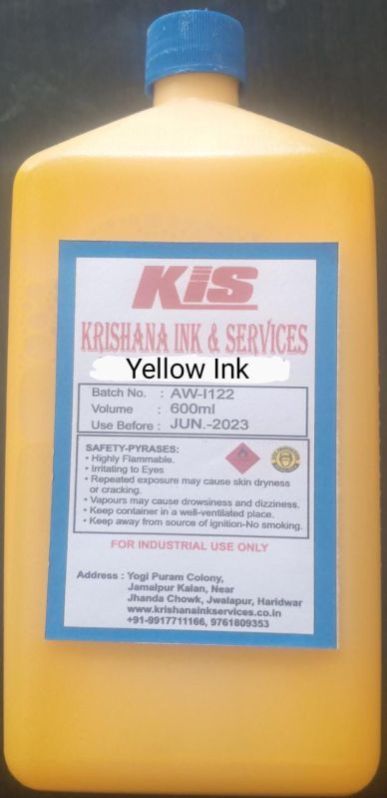 KIS
KRISHANA INK & SERVICES
Yellow Ink
Batch No. : AW-I122
Volume : 600ml
Use Before : JUN.-2023
SAFETY-PYRASES:
• Highly Flammable.
• Irritating to Eyes
• Repeated exposure may cause skin dryness
or cracking.
• Vapours may cause drowsiness and dizziness.
• Keep container in a well-ventilated place.
• Keep away from source of ignition-No smoking.
FOR INDUSTRIAL USE ONLY
Address : Yogi Puram Colony,
Jamalpur Kalan, Near
Jhanda Chowk, Jwalapur, Haridwar
www.krishanainkservices.co.in
+91-9917711166, 9761809353